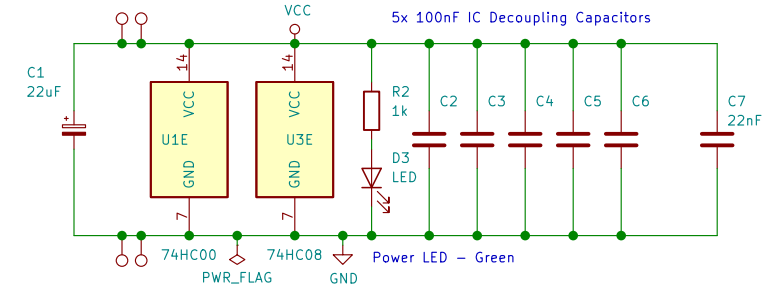 VCC
5x 100nF IC Decoupling Capacitors
C1
22uF
14
VCC
U1E
GND
7
14
VCC
U3E
GND
7
R2
1k
D3
LED
C2
C3
C4
C5
C6
C7
22nF
74HC00
PWR_FLAG
74HC08
GND
Power LED – Green
+